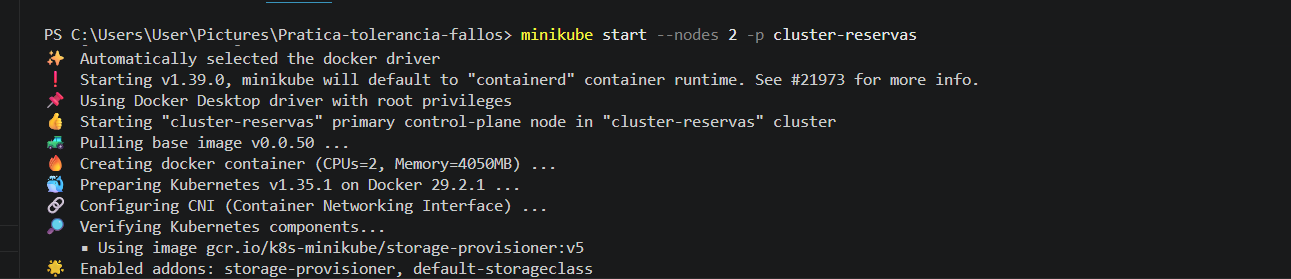 PS C:\Users\User\Pictures\Pratica-tolerancia-fallos> minikube start --nodes 2 -p cluster-reservas
✨ Automatically selected the docker driver
❗ Starting v1.39.0, minikube will default to "containerd" container runtime. See #21973 for more info.
📌 Using Docker Desktop driver with root privileges
👍 Starting "cluster-reservas" primary control-plane node in "cluster-reservas" cluster
🚜 Pulling base image v0.0.50 ...
🔥 Creating docker container (CPUs=2, Memory=4050MB) ...
🐳 Preparing Kubernetes v1.35.1 on Docker 29.2.1 ...
🔗 Configuring CNI (Container Networking Interface) ...
🔎 Verifying Kubernetes components...
▪ Using image gcr.io/k8s-minikube/storage-provisioner:v5
🌟 Enabled addons: storage-provisioner, default-storageclass